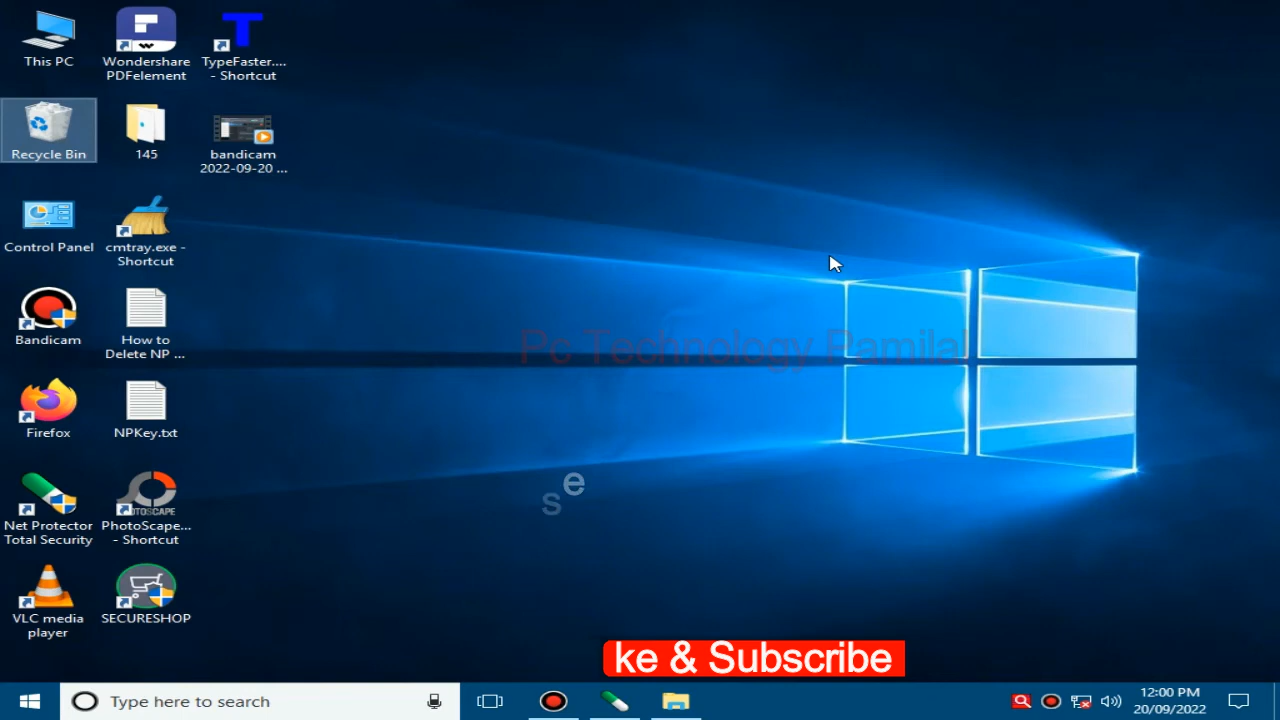 This PC
Wondershare
PDFelement
TypeFaster....
- Shortcut
Recycle Bin
145
bandicam
2022-09-20 ...
Control Panel
cmtray.exe -
Shortcut
Bandicam
How to
Delete NP ...
Firefox
NPKey.txt
Net Protector
Total Security
PhotoScape...
- Shortcut
VLC media
player
SECURESHOP
Pc Technology Pamilal
se
ke & Subscribe
Type here to search
12:00 PM
20/09/2022